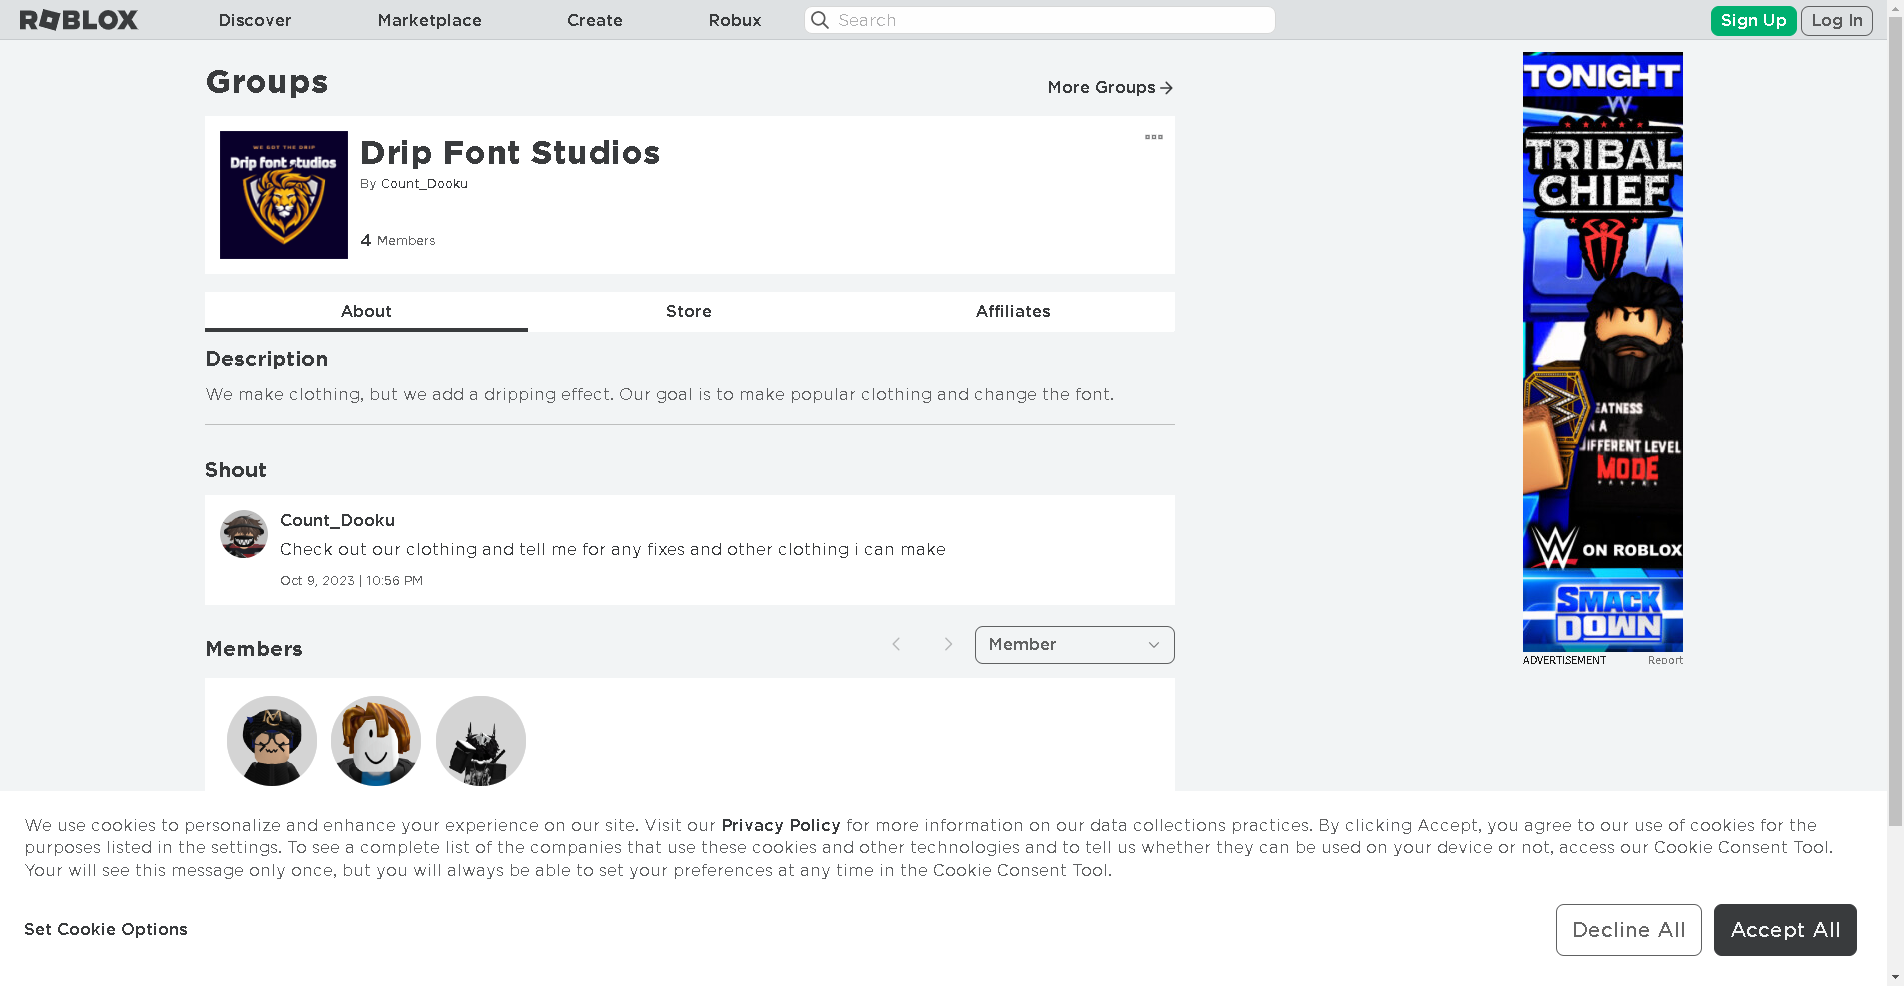 ROBLOX
Discover
Marketplace
Create
Robux
Search
Sign Up
Log In
Groups
More Groups
WE GOT THE DRIP
Drip font studios
Drip Font Studios
By Count_Dooku
4 Members
About
Store
Affiliates
Description
We make clothing, but we add a dripping effect. Our goal is to make popular clothing and change the font.
Shout
Count_Dooku
Check out our clothing and tell me for any fixes and other clothing i can make
Oct 9, 2023 | 10:56 PM
Members
Member
TONIGHT
TRIBAL
CHIEF
EATNESS
N A
IFFERENT LEVEL
MODE
ON ROBLOX
SMACK
DOWN
ADVERTISEMENT
Report
We use cookies to personalize and enhance your experience on our site. Visit our Privacy Policy for more information on our data collections practices. By clicking Accept, you agree to our use of cookies for the
purposes listed in the settings. To see a complete list of the companies that use these cookies and other technologies and to tell us whether they can be used on your device or not, access our Cookie Consent Tool.
Your will see this message only once, but you will always be able to set your preferences at any time in the Cookie Consent Tool.
Set Cookie Options
Decline All
Accept All